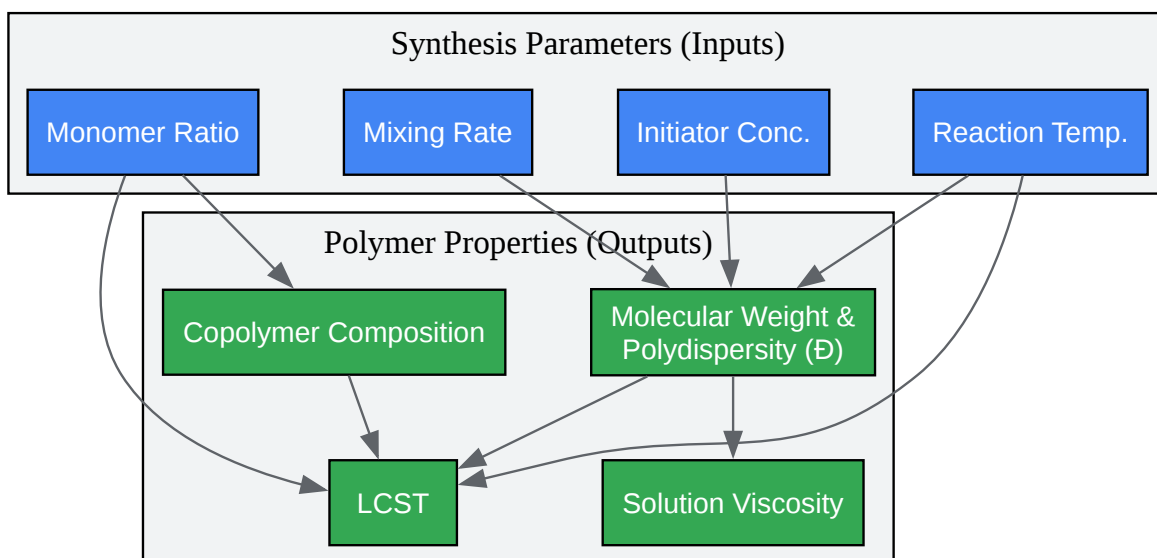 Synthesis Parameters (Inputs)
Monomer Ratio
Mixing Rate
Initiator Conc.
Reaction Temp.
Polymer Properties (Outputs)
Copolymer Composition
Molecular Weight &
Polydispersity (Đ)
LCST
Solution Viscosity